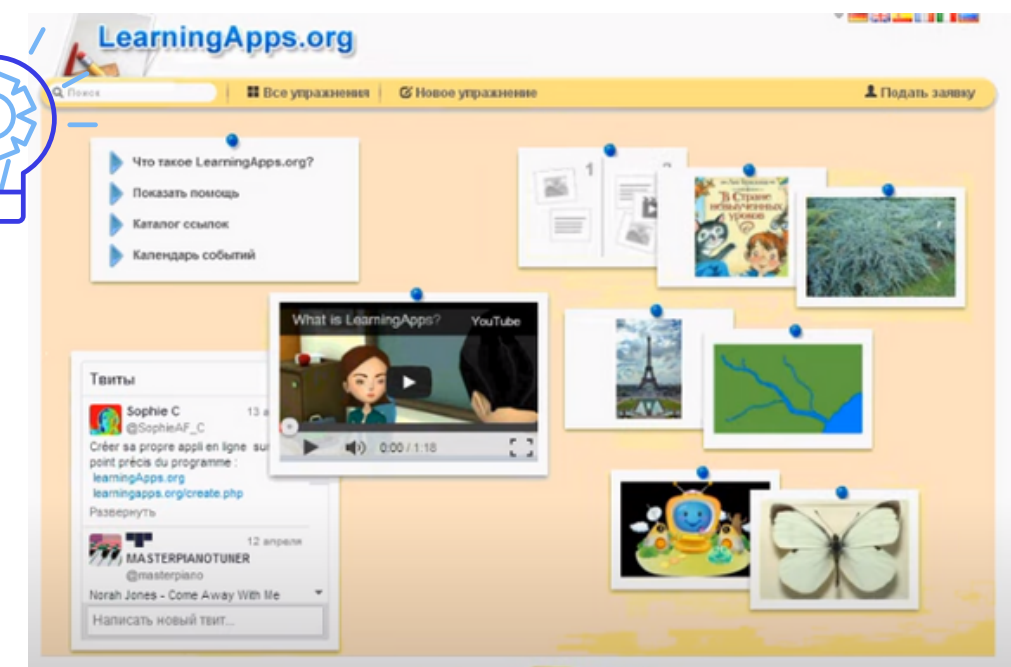 LearningApps.org
Поиск
Все упражнения
Новое упражнение
Подать заявку
Что такое LearningApps.org?
Показать помощь
Каталог ссылок
Календарь событий
1
В Стране
невыученных
уроков
What is LearningApps? YouTube
0:00 / 1:18
Твиты
Sophie C
13
@SophieAF_C
Créer sa propre appli en ligne
point précis du programme :
learningApps.org
learningapps.org/create.php
Развернуть
12 апреля
MASTERPIANOTUNER
@masterpiano
Norah Jones - Come Away With Me
Написать новый твит...